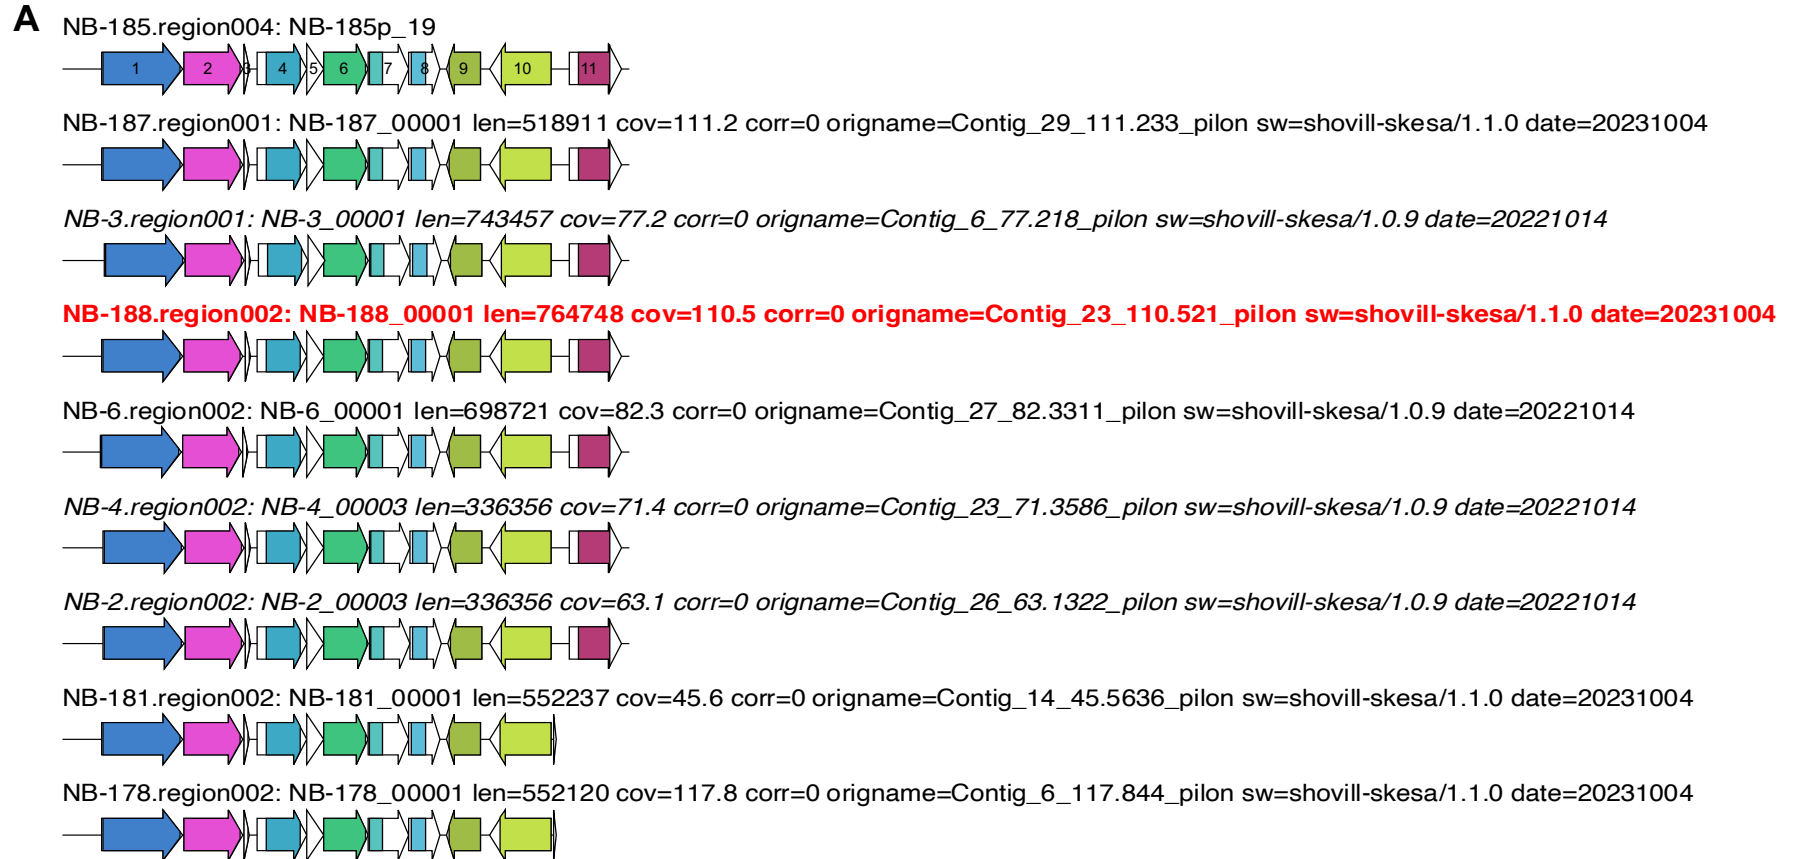 A
NB-185.region004: NB-185p_19
1 2 3 4 5 6 7 8 9 10 11
NB-187.region001: NB-187_00001 len=518911 cov=111.2 corr=0 origname=Contig_29_111.233_pilon sw=shovill-skesa/1.1.0 date=20231004
NB-3.region001: NB-3_00001 len=743457 cov=77.2 corr=0 origname=Contig_6_77.218_pilon sw=shovill-skesa/1.0.9 date=20221014
NB-188.region002: NB-188_00001 len=764748 cov=110.5 corr=0 origname=Contig_23_110.521_pilon sw=shovill-skesa/1.1.0 date=20231004
NB-6.region002: NB-6_00001 len=698721 cov=82.3 corr=0 origname=Contig_27_82.3311_pilon sw=shovill-skesa/1.0.9 date=20221014
NB-4.region002: NB-4_00003 len=336356 cov=71.4 corr=0 origname=Contig_23_71.3586_pilon sw=shovill-skesa/1.0.9 date=20221014
NB-2.region002: NB-2_00003 len=336356 cov=63.1 corr=0 origname=Contig_26_63.1322_pilon sw=shovill-skesa/1.0.9 date=20221014
NB-181.region002: NB-181_00001 len=552237 cov=45.6 corr=0 origname=Contig_14_45.5636_pilon sw=shovill-skesa/1.1.0 date=20231004
NB-178.region002: NB-178_00001 len=552120 cov=117.8 corr=0 origname=Contig_6_117.844_pilon sw=shovill-skesa/1.1.0 date=20231004